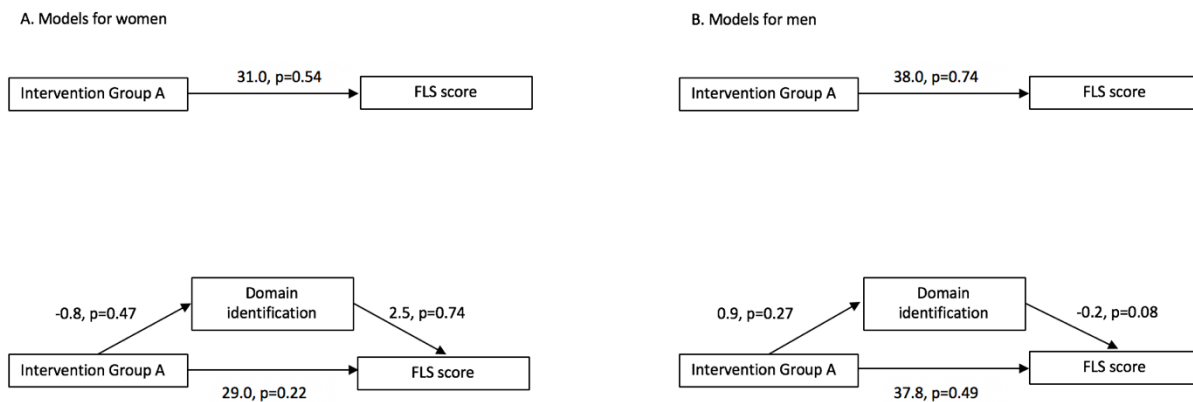 A. Models for women
31.0, p=0.54
Intervention Group A
FLS score
Domain
identification
-0.8, p=0.47
2.5, p=0.74
Intervention Group A
FLS score
29.0, p=0.22
B. Models for men
38.0, p=0.74
Intervention Group A
FLS score
Domain
identification
0.9, p=0.27
-0.2, p=0.08
Intervention Group A
FLS score
37.8, p=0.49